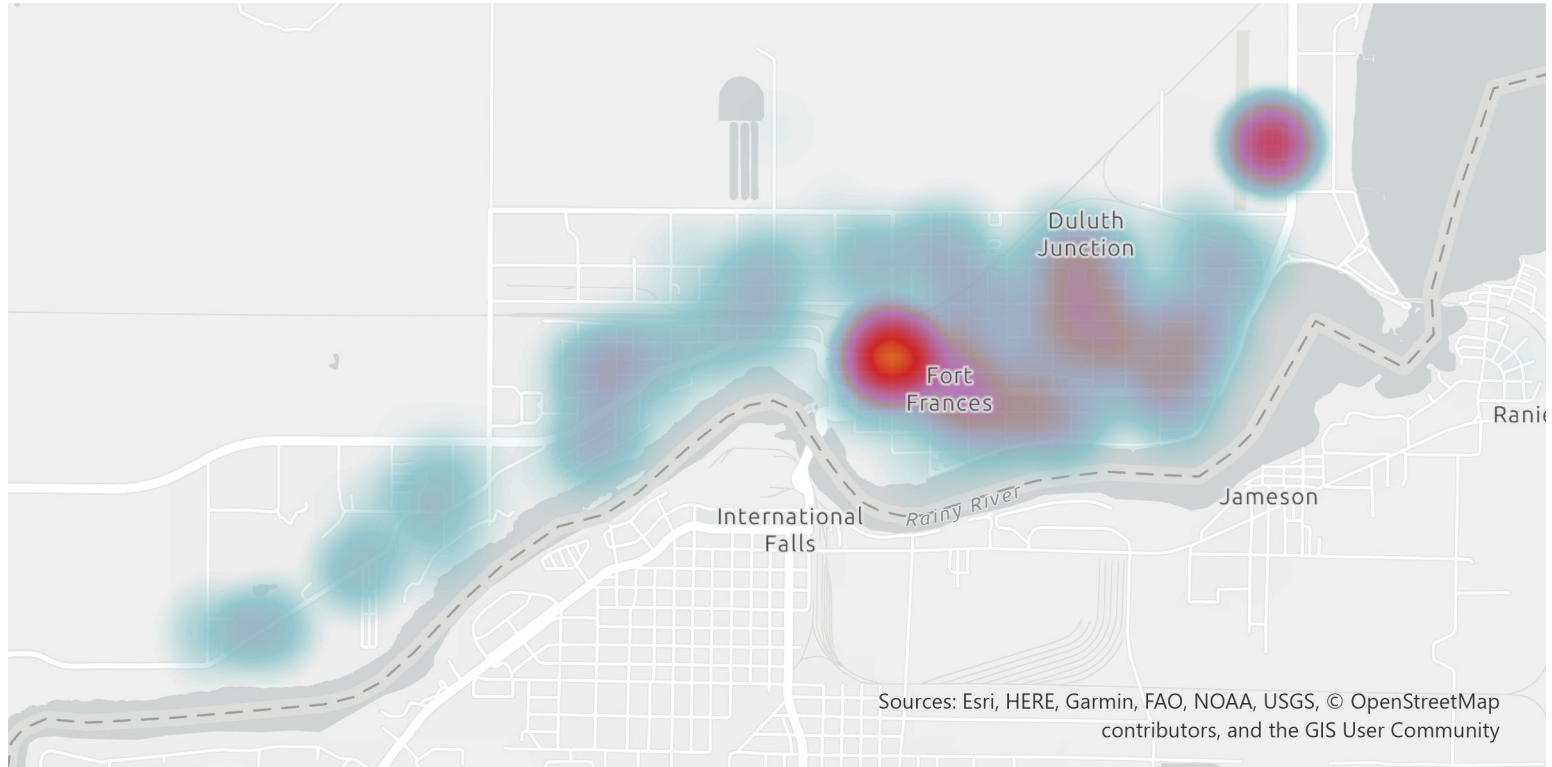 Duluth
Junction
Fort
Frances
Ranie
International
Falls
Rainy River
Jameson
Sources: Esri, HERE, Garmin, FAO, NOAA, USGS, © OpenStreetMap
contributors, and the GIS User Community